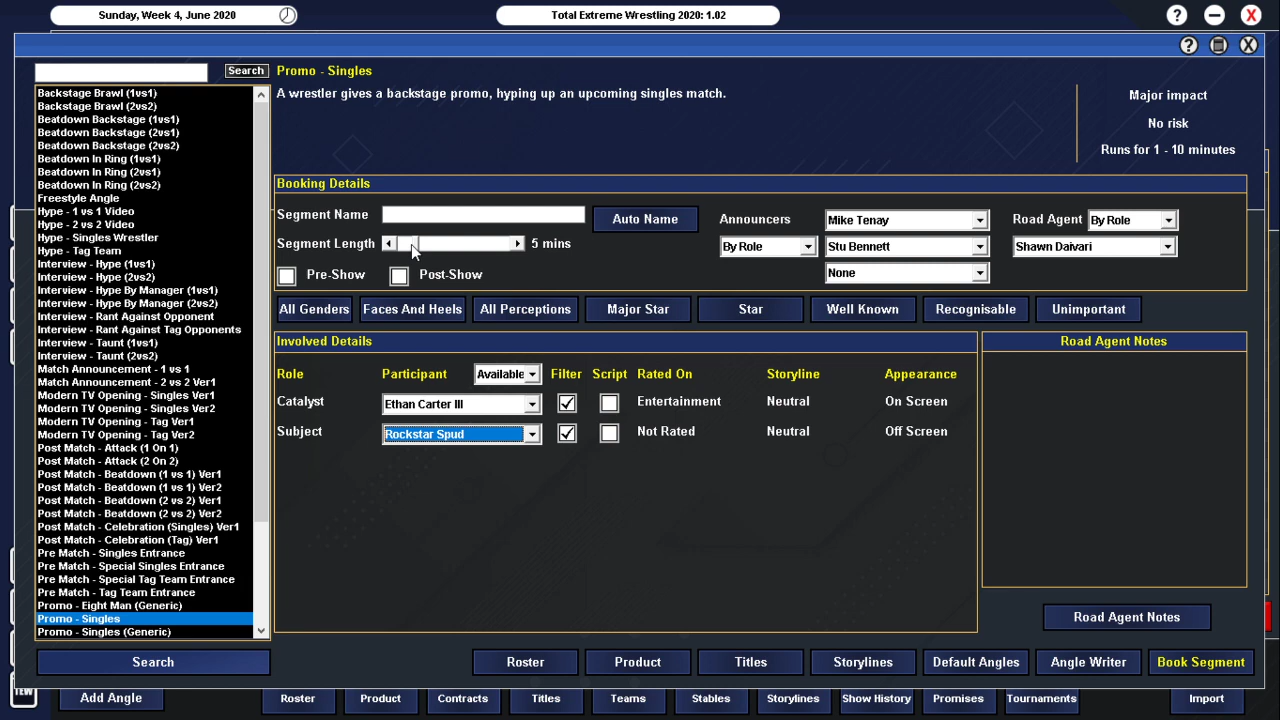 Sunday, Week 4, June 2020
Total Extreme Wrestling 2020: 1.02
? X
? X
Search
Promo - Singles
A wrestler gives a backstage promo, hyping up an upcoming singles match.
Major impact
No risk
Runs for 1 - 10 minutes
Backstage Brawl (1vs1)
Backstage Brawl (2vs2)
Beatdown Backstage (1vs1)
Beatdown Backstage (2vs1)
Beatdown Backstage (2vs2)
Beatdown In Ring (1vs1)
Beatdown In Ring (2vs1)
Beatdown In Ring (2vs2)
Freestyle Angle
Hype - 1 vs 1 Video
Hype - 2 vs 2 Video
Hype - Singles Wrestler
Hype - Tag Team
Interview - Hype (1vs1)
Interview - Hype (2vs2)
Interview - Hype By Manager (1vs1)
Interview - Hype By Manager (2vs2)
Interview - Rant Against Opponent
Interview - Rant Against Tag Opponents
Interview - Taunt (1vs1)
Interview - Taunt (2vs2)
Match Announcement - 1 vs 1
Match Announcement - 2 vs 2 Ver1
Modern TV Opening - Singles Ver1
Modern TV Opening - Singles Ver2
Modern TV Opening - Tag Ver1
Modern TV Opening - Tag Ver2
Post Match - Attack (1 On 1)
Post Match - Attack (2 On 2)
Post Match - Beatdown (1 vs 1) Ver1
Post Match - Beatdown (1 vs 1) Ver2
Post Match - Beatdown (2 vs 2) Ver1
Post Match - Beatdown (2 vs 2) Ver2
Post Match - Celebration (Singles) Ver1
Post Match - Celebration (Tag) Ver1
Pre Match - Singles Entrance
Pre Match - Special Singles Entrance
Pre Match - Special Tag Team Entrance
Pre Match - Tag Team Entrance
Promo - Eight Man (Generic)
Promo - Singles
Promo - Singles (Generic)
Booking Details
Segment Name Auto Name Announcers Mike Tenay Road Agent By Role
Segment Length 5 mins By Role Stu Bennett Shawn Daivari
Pre-Show Post-Show None
All Genders Faces And Heels All Perceptions Major Star Star Well Known Recognisable Unimportant
Involved Details Road Agent Notes
Role Participant Available Filter Script Rated On Storyline Appearance
Catalyst Ethan Carter III Entertainment Neutral On Screen
Subject Rockstar Spud Not Rated Neutral Off Screen
Road Agent Notes
Search Roster Product Titles Storylines Default Angles Angle Writer Book Segment
TEW Add Angle Roster Product Contracts Titles Teams Stables Storylines Show History Promises Tournaments Import